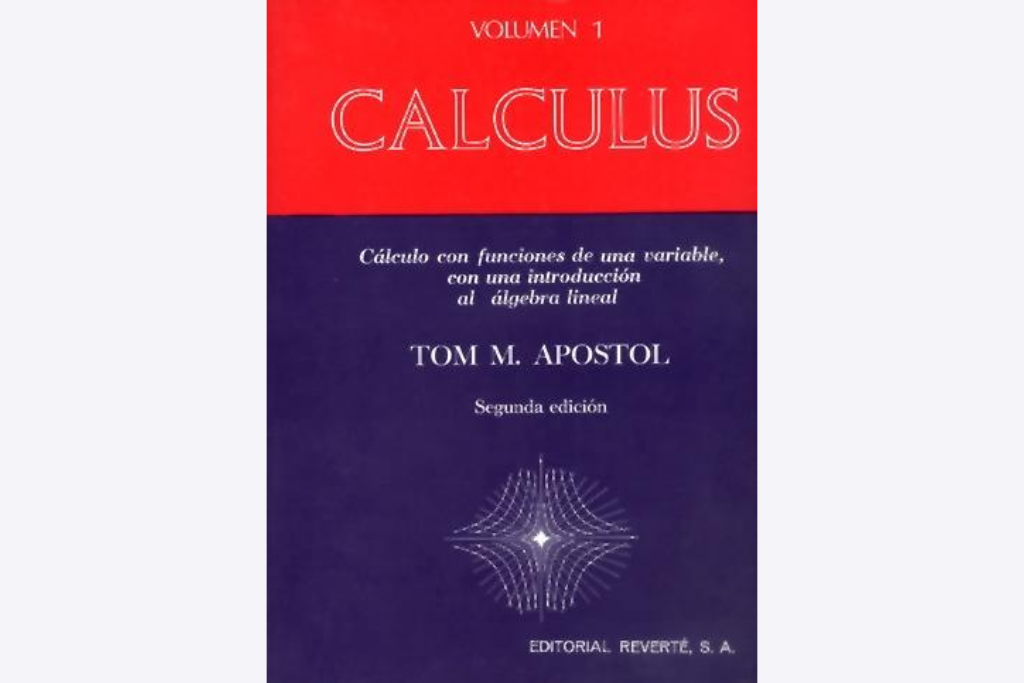 VOLUMEN 1
CALCULUS
Cálculo con funciones de una variable,
con una introducción
al álgebra lineal
TOM M. APOSTOL
Segunda edición
EDITORIAL REVERTÉ, S. A.